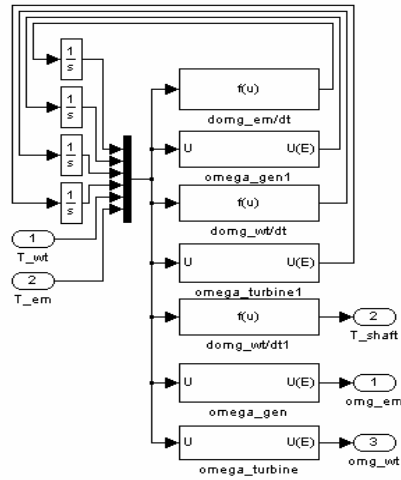 1
s
1
s
1
s
1
s
1
T_wt
2
T_em
f(u)
domg_em/dt
U U(E)
omega_gen1
f(u)
domg_wt/dt
U U(E)
omega_turbine1
f(u)
domg_wt/dt1
2
T_shaft
U U(E)
omega_gen
1
omg_em
U U(E)
omega_turbine
3
omg_wt